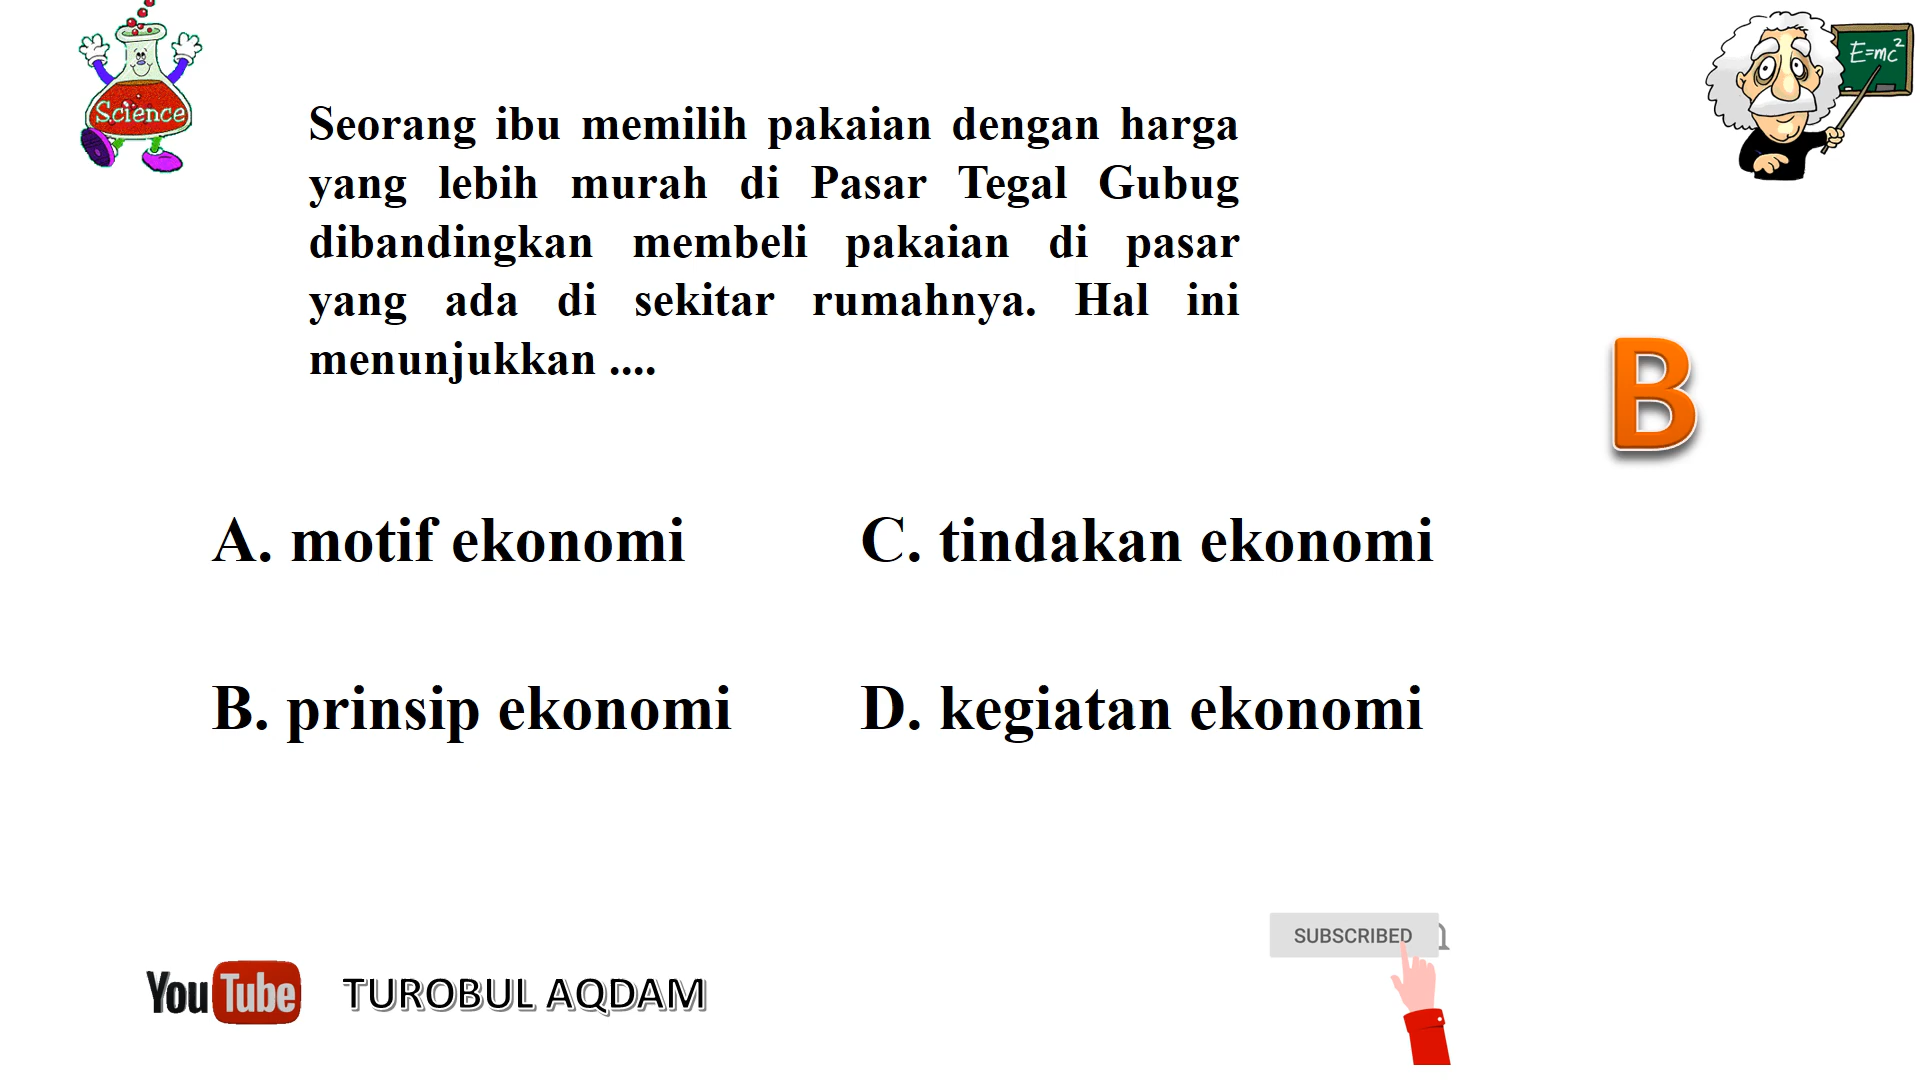 Science
E=mc²
Seorang ibu memilih pakaian dengan harga
yang lebih murah di Pasar Tegal Gubug
dibandingkan membeli pakaian di pasar
yang ada di sekitar rumahnya. Hal ini
menunjukkan ....
B
A. motif ekonomi
C. tindakan ekonomi
B. prinsip ekonomi
D. kegiatan ekonomi
SUBSCRIBED
YouTube TUROBUL AQDAM